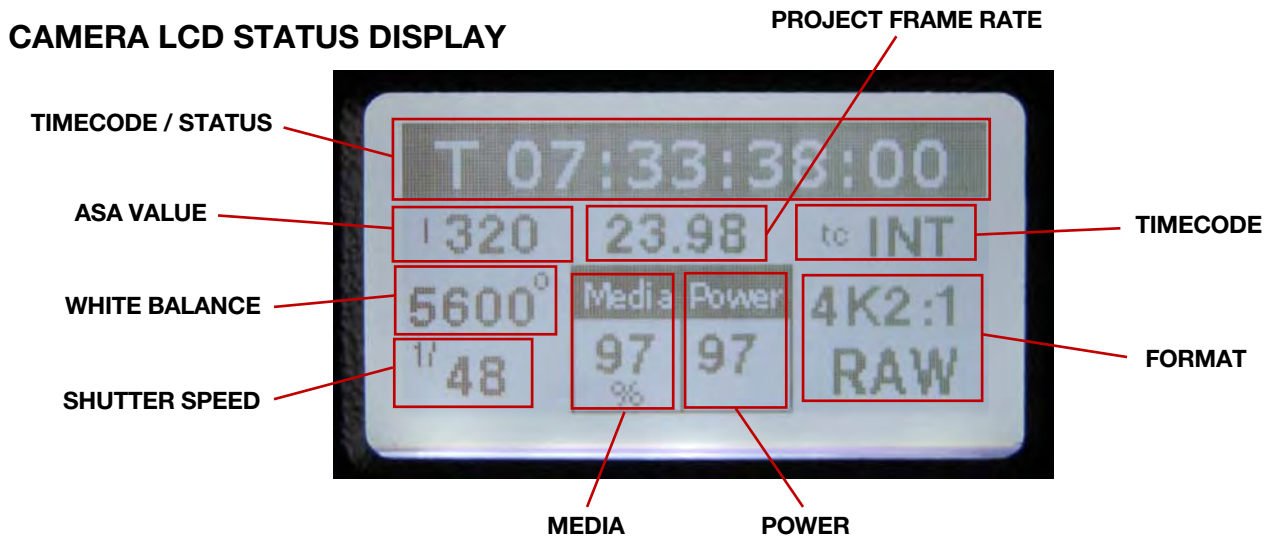 PROJECT FRAME RATE
CAMERA LCD STATUS DISPLAY
TIMECODE / STATUS
T 07:33:38:00
ASA VALUE
I 320
23.98
tc INT
TIMECODE
WHITE BALANCE
5600°
Media
Power
4K2:1
RAW
FORMAT
97
%
97
SHUTTER SPEED
1/ 48
MEDIA
POWER